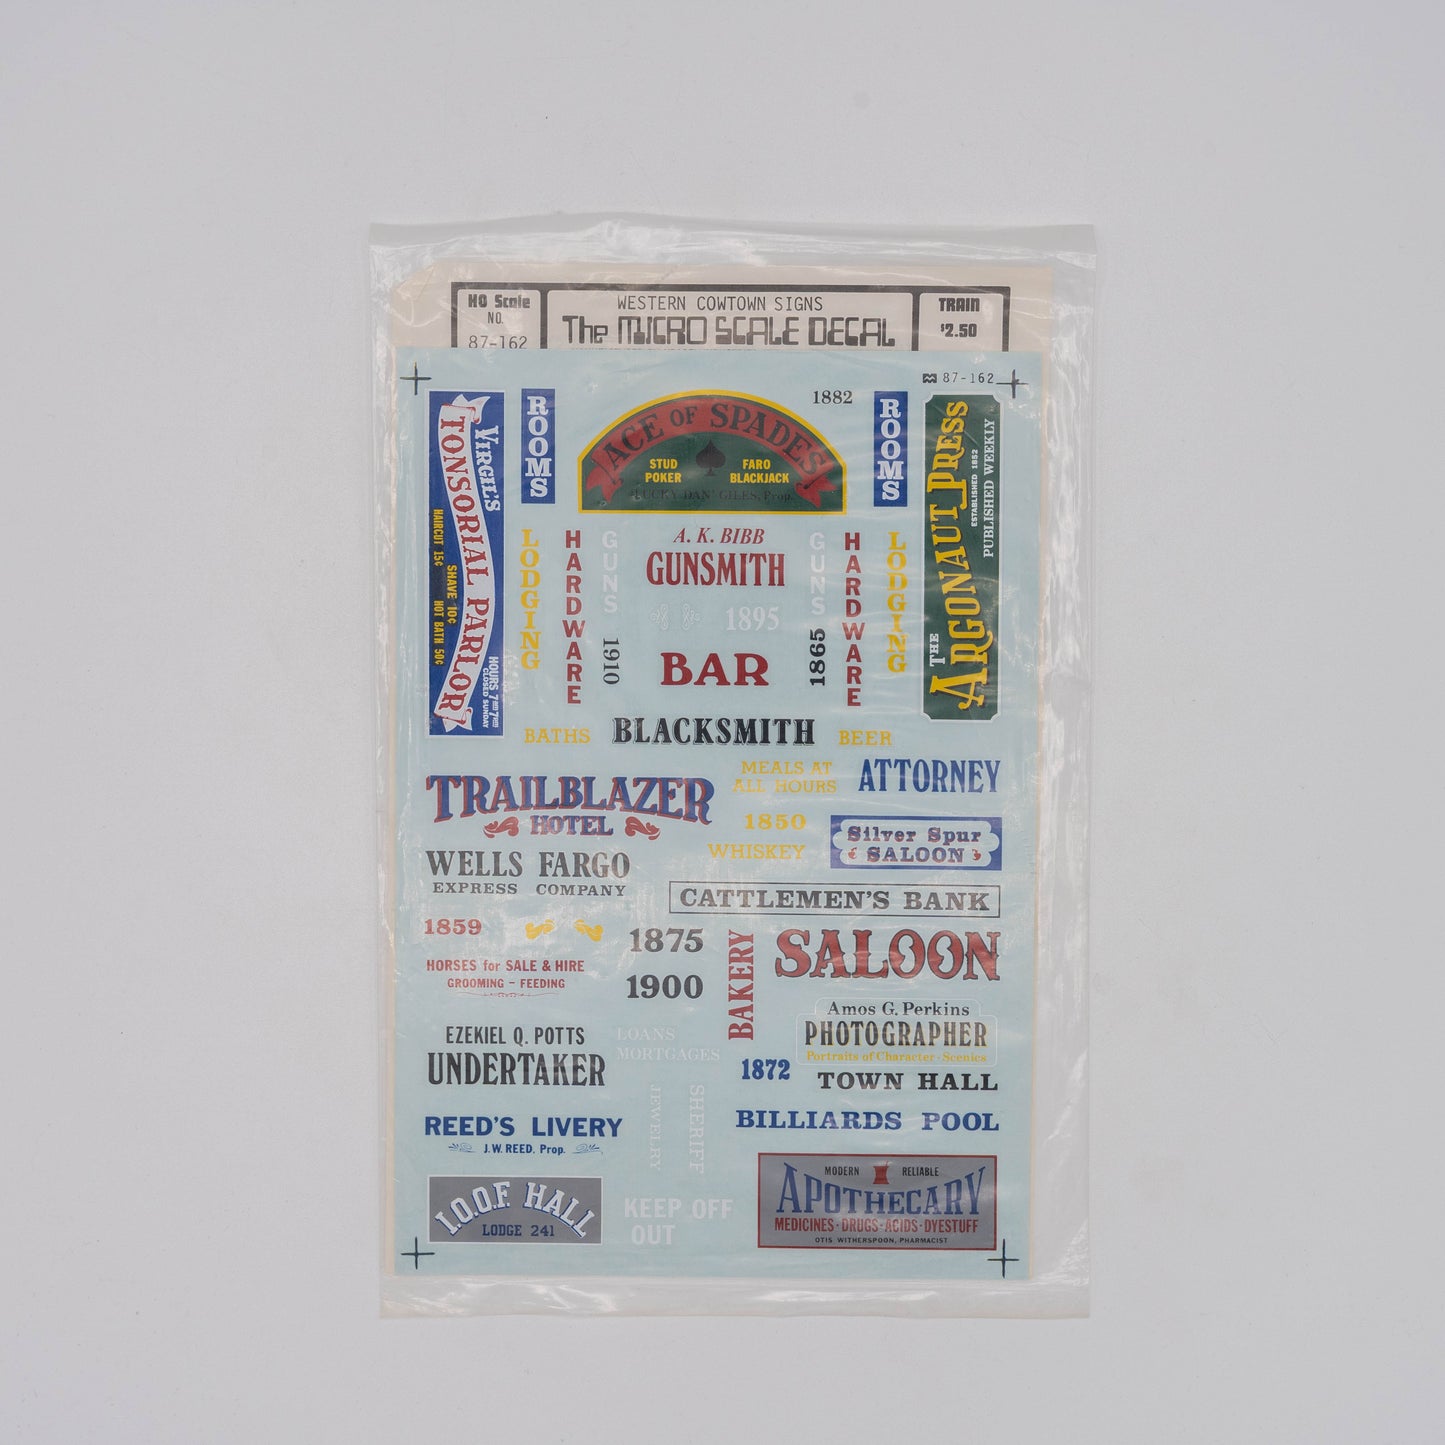 HO Scale
NO.
87-162
WESTERN COWTOWN SIGNS
The MICRO SCALE DECAL
TRAIN
$2.50
87-162
VIRGIL'S
TONSORIAL PARLOR
HAIRCUT 15¢
SHAVE 10¢
HOT BATH 50¢
HOURS 7 7
CLOSED SUNDAY
ROOMS
ACE OF SPADES
STUD
POKER
FARO
BLACKJACK
"LUCKY DAN" GILES, Prop.
1882
ROOMS
THE
ARGONAUT PRESS
ESTABLISHED 1852
PUBLISHED WEEKLY
LODGING
HARDWARE
GUNS
1910
A. K. BIBB
GUNSMITH
1895
BAR
GUNS
1865
HARDWARE
LODGING
BATHS
BLACKSMITH
BEER
TRAILBLAZER
HOTEL
MEALS AT
ALL HOURS
ATTORNEY
1850
WHISKEY
Silver Spur
SALOON
WELLS FARGO
EXPRESS COMPANY
CATTLEMEN'S BANK
1859
1875
1900
BAKERY
SALOON
HORSES for SALE & HIRE
GROOMING - FEEDING
Amos G. Perkins
PHOTOGRAPHER
Portraits of Character - Scenics
EZEKIEL Q. POTTS
UNDERTAKER
LOANS
MORTGAGES
1872
TOWN HALL
JEWELRY
SHERIFF
BILLIARDS POOL
REED'S LIVERY
J.W. REED, Prop.
I.O.O.F. HALL
LODGE 241
KEEP OFF
OUT
MODERN RELIABLE
APOTHECARY
MEDICINES · DRUGS · ACIDS · DYESTUFF
OTIS WITHERSPOON, PHARMACIST